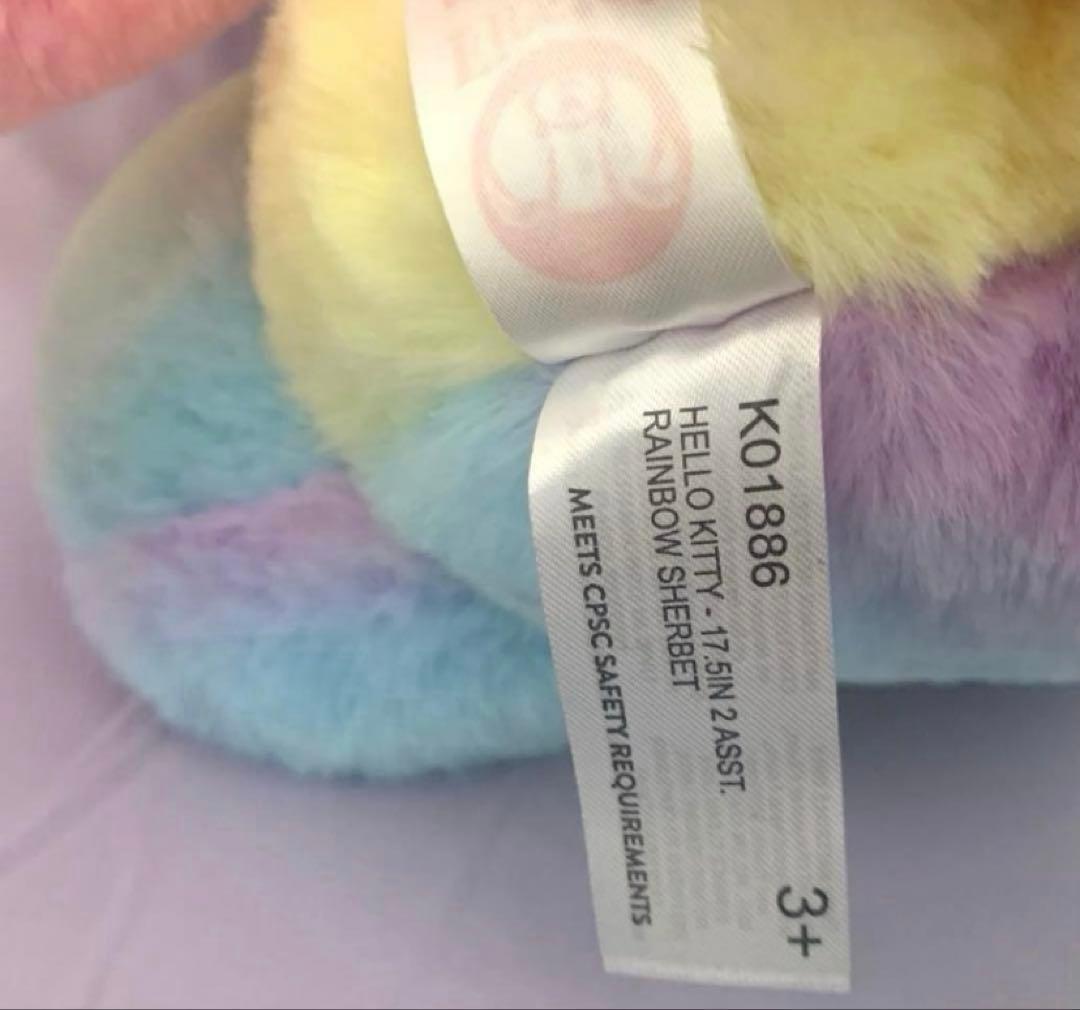 K01886
HELLO KITTY - 17.5IN 2 ASST.
RAINBOW SHERBET
MEETS CPSC SAFETY REQUIREMENTS
3+